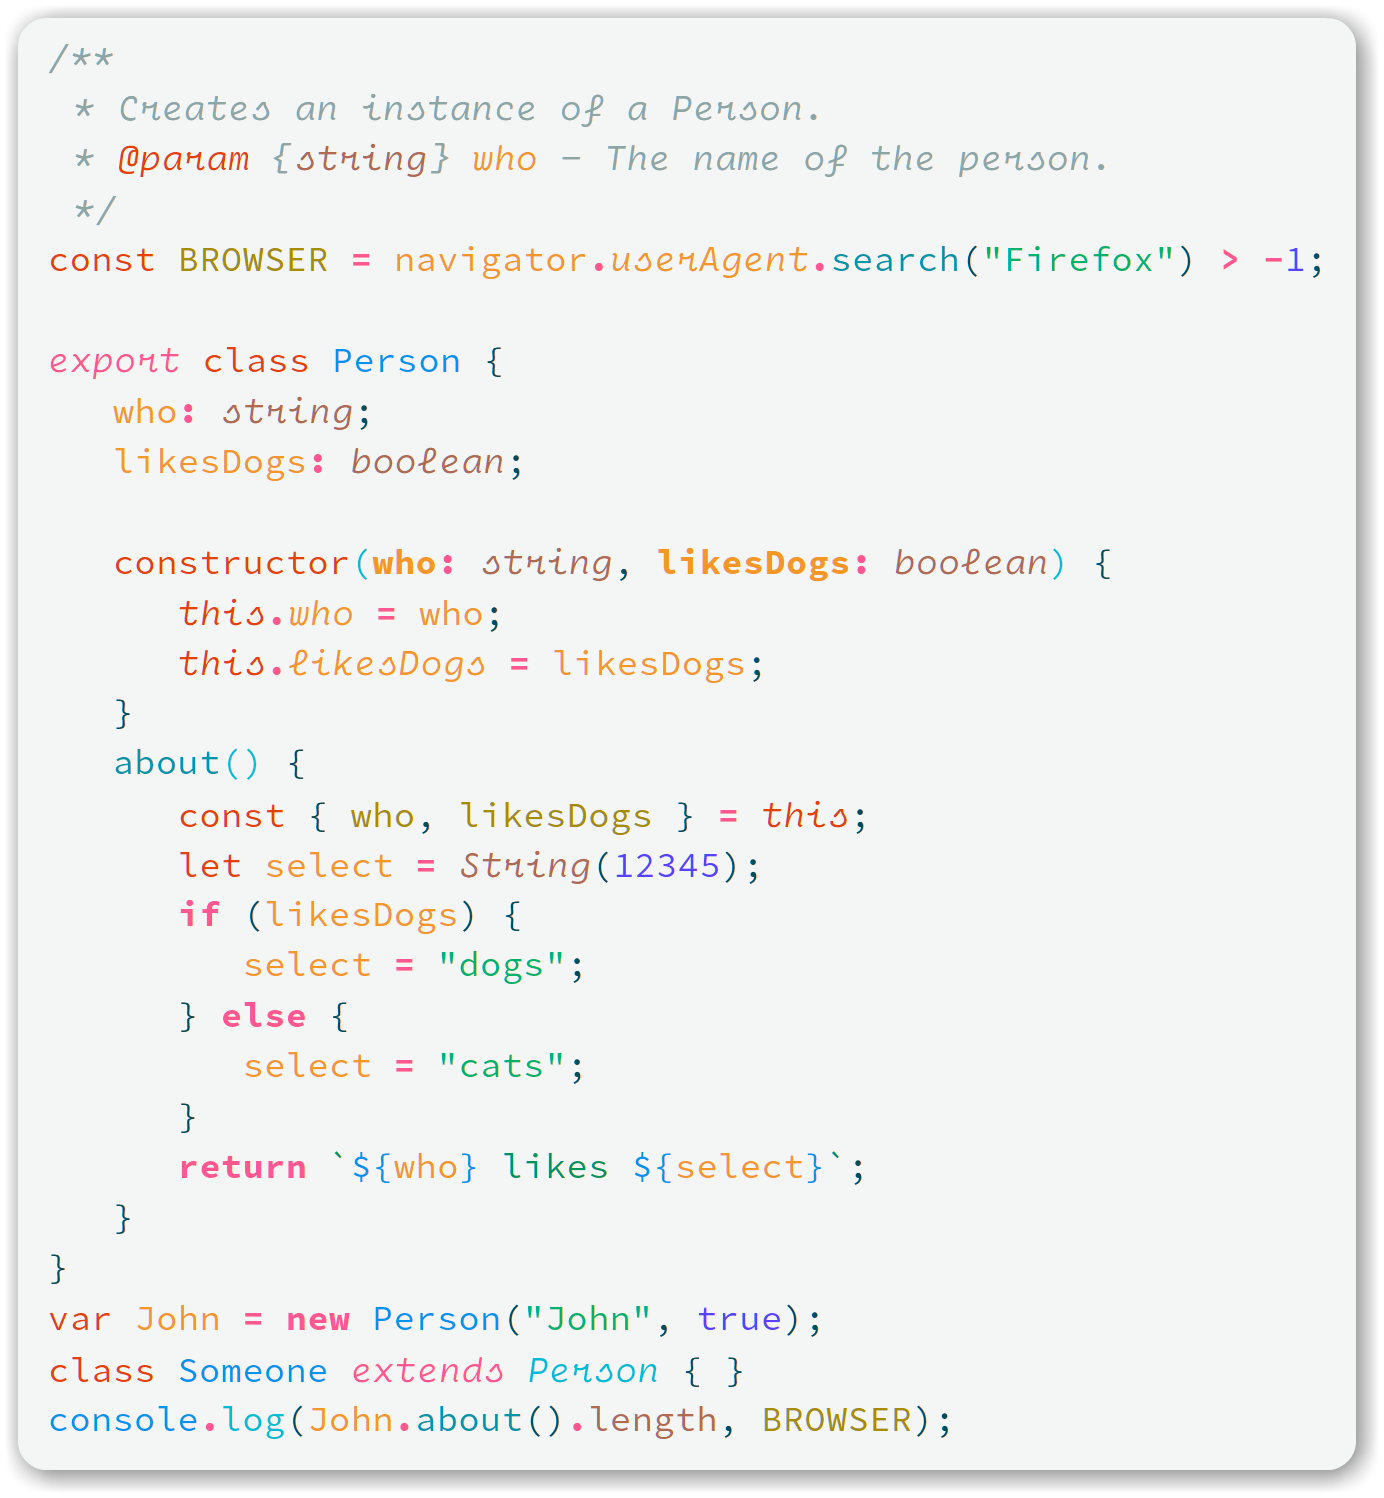 /**
 * Creates an instance of a Person.
 * @param {string} who - The name of the person.
 */
const BROWSER = navigator.userAgent.search("Firefox") > -1;

export class Person {
   who: string;
   likesDogs: boolean;

   constructor(who: string, likesDogs: boolean) {
      this.who = who;
      this.likesDogs = likesDogs;
   }
   about() {
      const { who, likesDogs } = this;
      let select = String(12345);
      if (likesDogs) {
         select = "dogs";
      } else {
         select = "cats";
      }
      return `${who} likes ${select}`;
   }
}
var John = new Person("John", true);
class Someone extends Person { }
console.log(John.about().length, BROWSER);